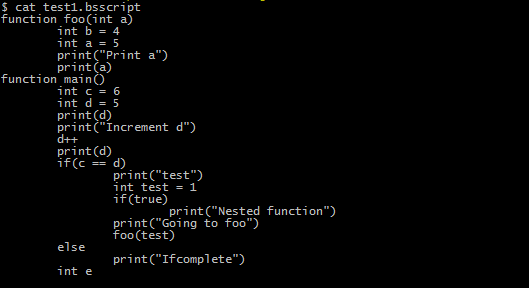 $ cat test1.bsscript
function foo(int a)
        int b = 4
        int a = 5
        print("Print a")
        print(a)
function main()
        int c = 6
        int d = 5
        print(d)
        print("Increment d")
        d++
        print(d)
        if(c == d)
                print("test")
                int test = 1
                if(true)
                        print("Nested function")
                print("Going to foo")
                foo(test)
        else
                print("Ifcomplete")
        int e